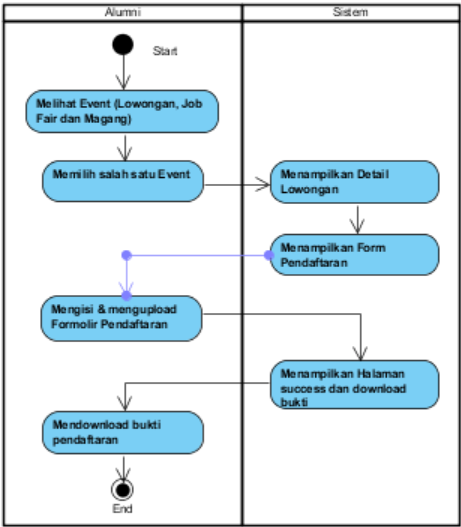 Alumni
Sistem
Start
Melihat Event (Lowongan, Job
Fair dan Magang)
Memilih salah satu Event
Menampilkan Detail
Lowongan
Menampilkan Form
Pendaftaran
Mengisi & mengupload
Formolir Pendaftaran
Menampilkan Halaman
success dan download
bukti
Mendownload bukti
pendaftaran
End